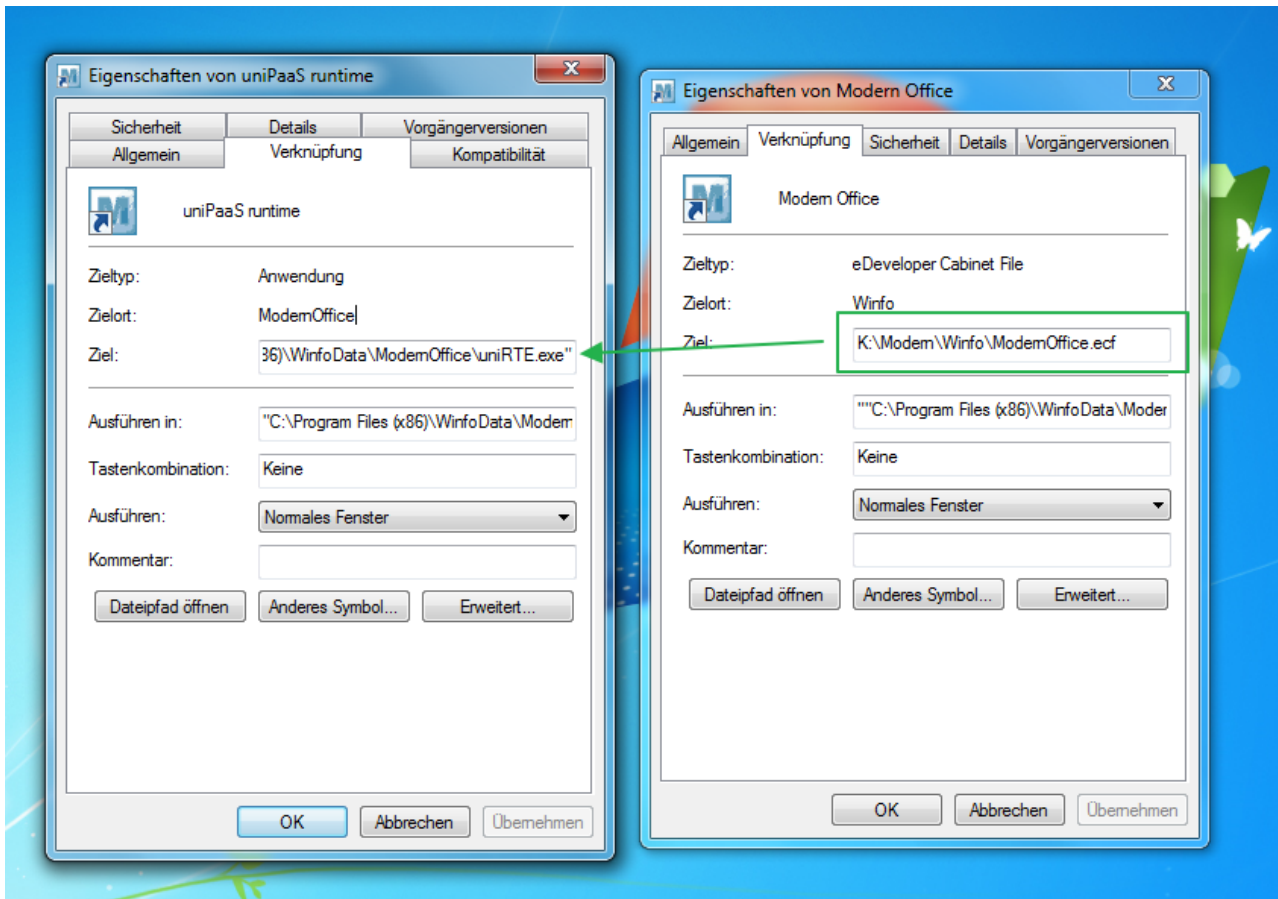 Eigenschaften von uniPaaS runtime
Sicherheit Details Vorgängerversionen
Allgemein Verknüpfung Kompatibilität
uniPaaS runtime
Zieltyp: Anwendung
Zielort: ModernOffice
Ziel: 36)\WinfoData\ModernOffice\uniRTE.exe"
Ausführen in: "C:\Program Files (x86)\WinfoData\Modern
Tastenkombination: Keine
Ausführen: Normales Fenster
Kommentar:
Dateipfad öffnen Anderes Symbol... Erweitert...
OK Abbrechen Übernehmen
Eigenschaften von Modern Office
Allgemein Verknüpfung Sicherheit Details Vorgängerversionen
Modern Office
Zieltyp: eDeveloper Cabinet File
Zielort: Winfo
Ziel: K:\Modern\Winfo\ModernOffice.ecf
Ausführen in: ""C:\Program Files (x86)\WinfoData\Moder
Tastenkombination: Keine
Ausführen: Normales Fenster
Kommentar:
Dateipfad öffnen Anderes Symbol... Erweitert...
OK Abbrechen Übernehmen